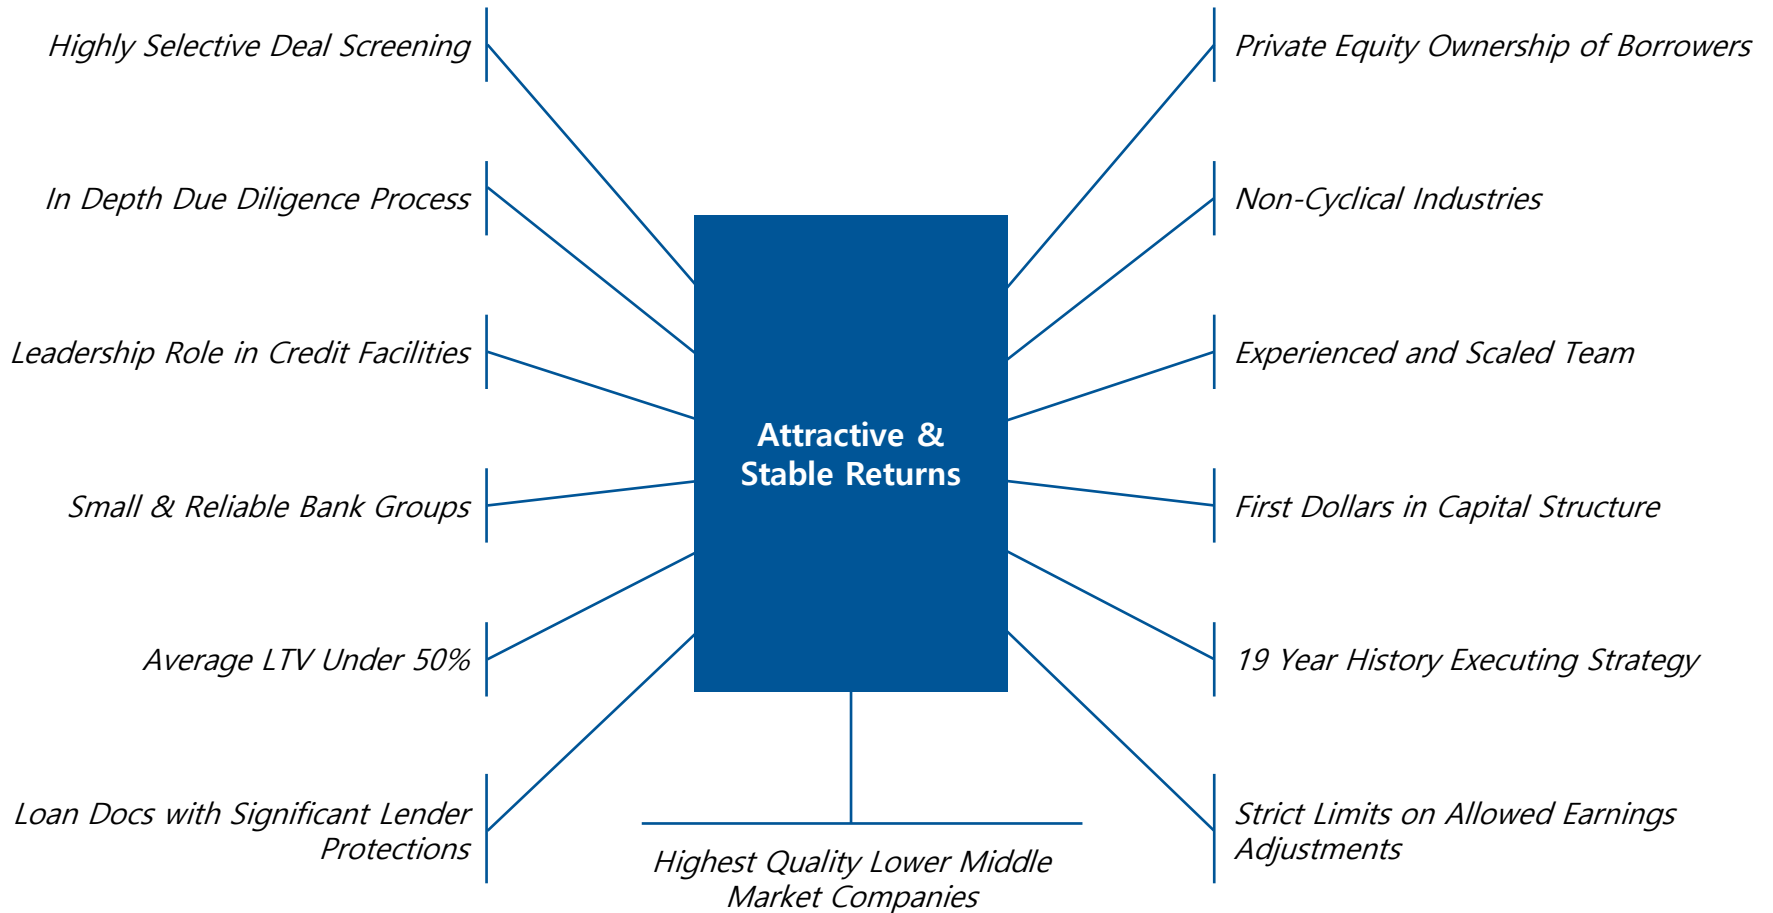 Highly Selective Deal Screening
In Depth Due Diligence Process
Leadership Role in Credit Facilities
Small & Reliable Bank Groups
Average LTV Under 50%
Loan Docs with Significant Lender
Protections
Attractive &
Stable Returns
Highest Quality Lower Middle
Market Companies
Private Equity Ownership of Borrowers
Non-Cyclical Industries
Experienced and Scaled Team
First Dollars in Capital Structure
19 Year History Executing Strategy
Strict Limits on Allowed Earnings
Adjustments